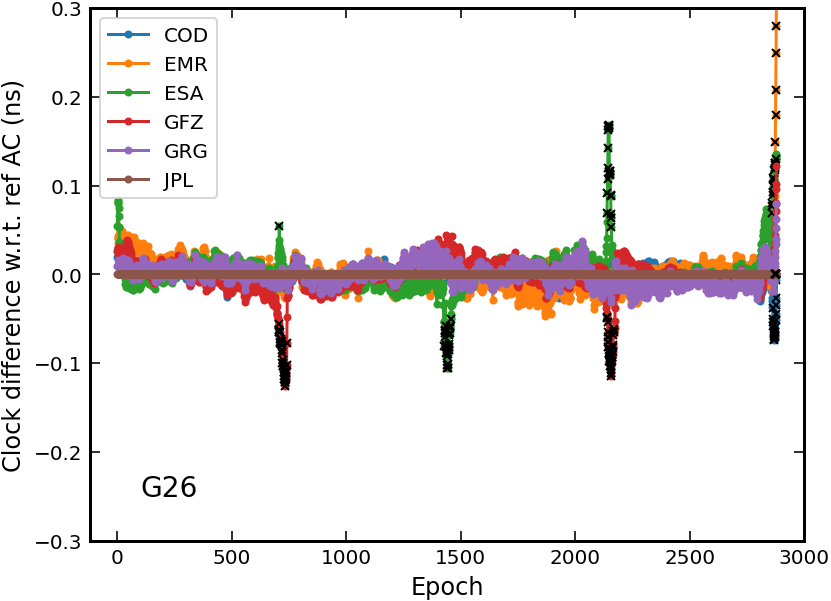 Clock difference w.r.t. ref AC (ns)
0.3
0.2
0.1
0.0
−0.1
−0.2
−0.3
COD
EMR
ESA
GFZ
GRG
JPL
G26
0 500 1000 1500 2000 2500 3000
Epoch